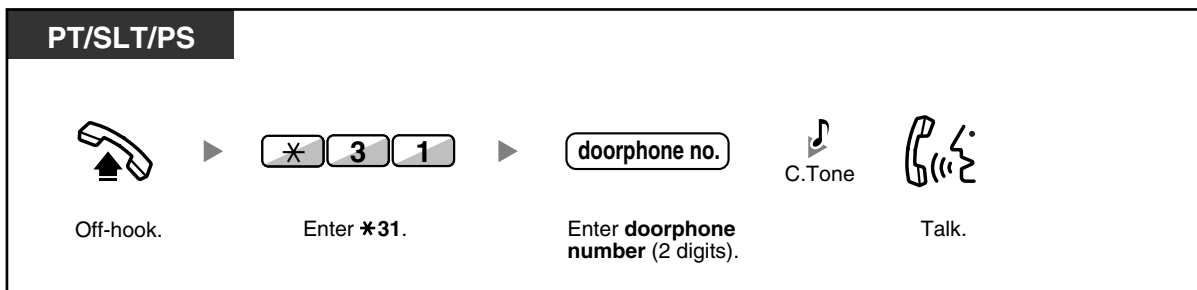 PT/SLT/PS
* 3 1
doorphone no.
C.Tone
Off-hook.
Enter *31.
Enter doorphone
number (2 digits).
Talk.